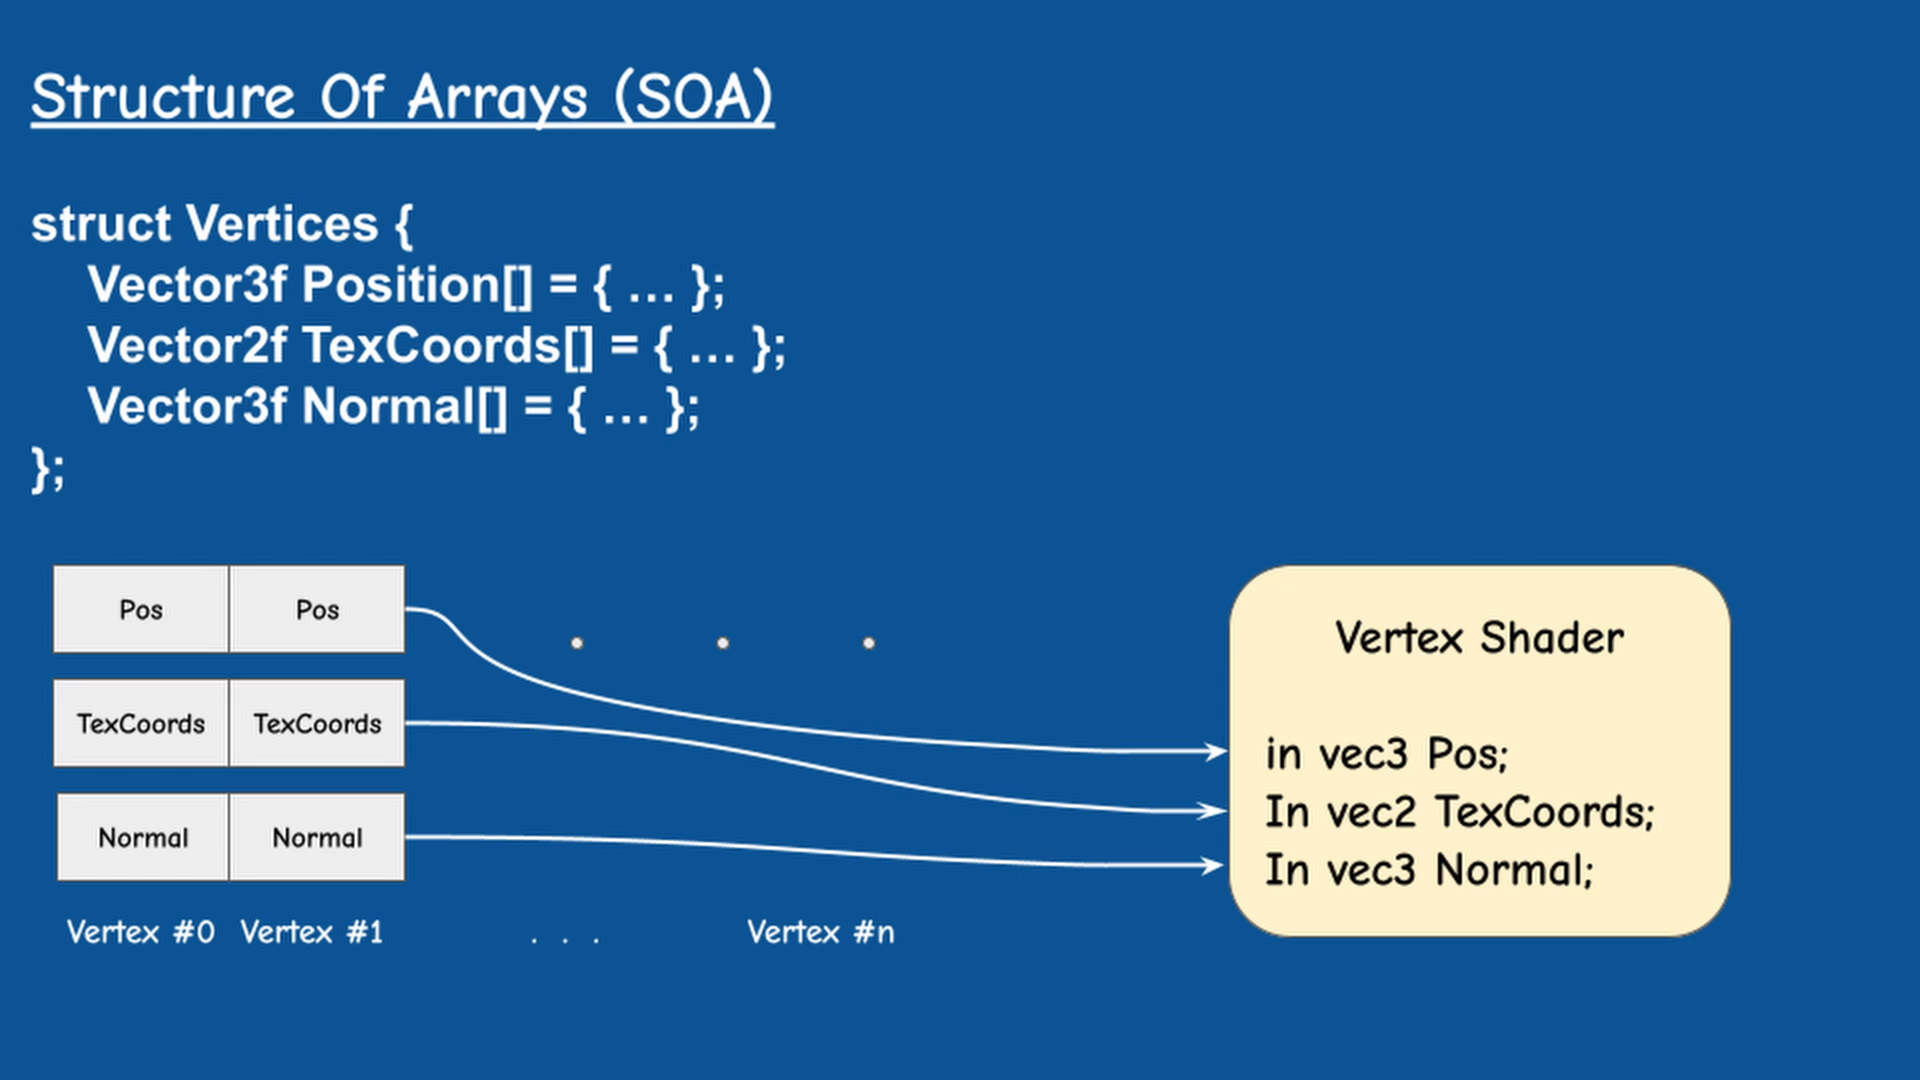 Structure Of Arrays (SOA)
struct Vertices {
Vector3f Position[] = { ... };
Vector2f TexCoords[] = { ... };
Vector3f Normal[] = { ... };
};
Pos Pos
TexCoords TexCoords
Normal Normal
Vertex #0 Vertex #1 . . . Vertex #n
Vertex Shader
in vec3 Pos;
In vec2 TexCoords;
In vec3 Normal;